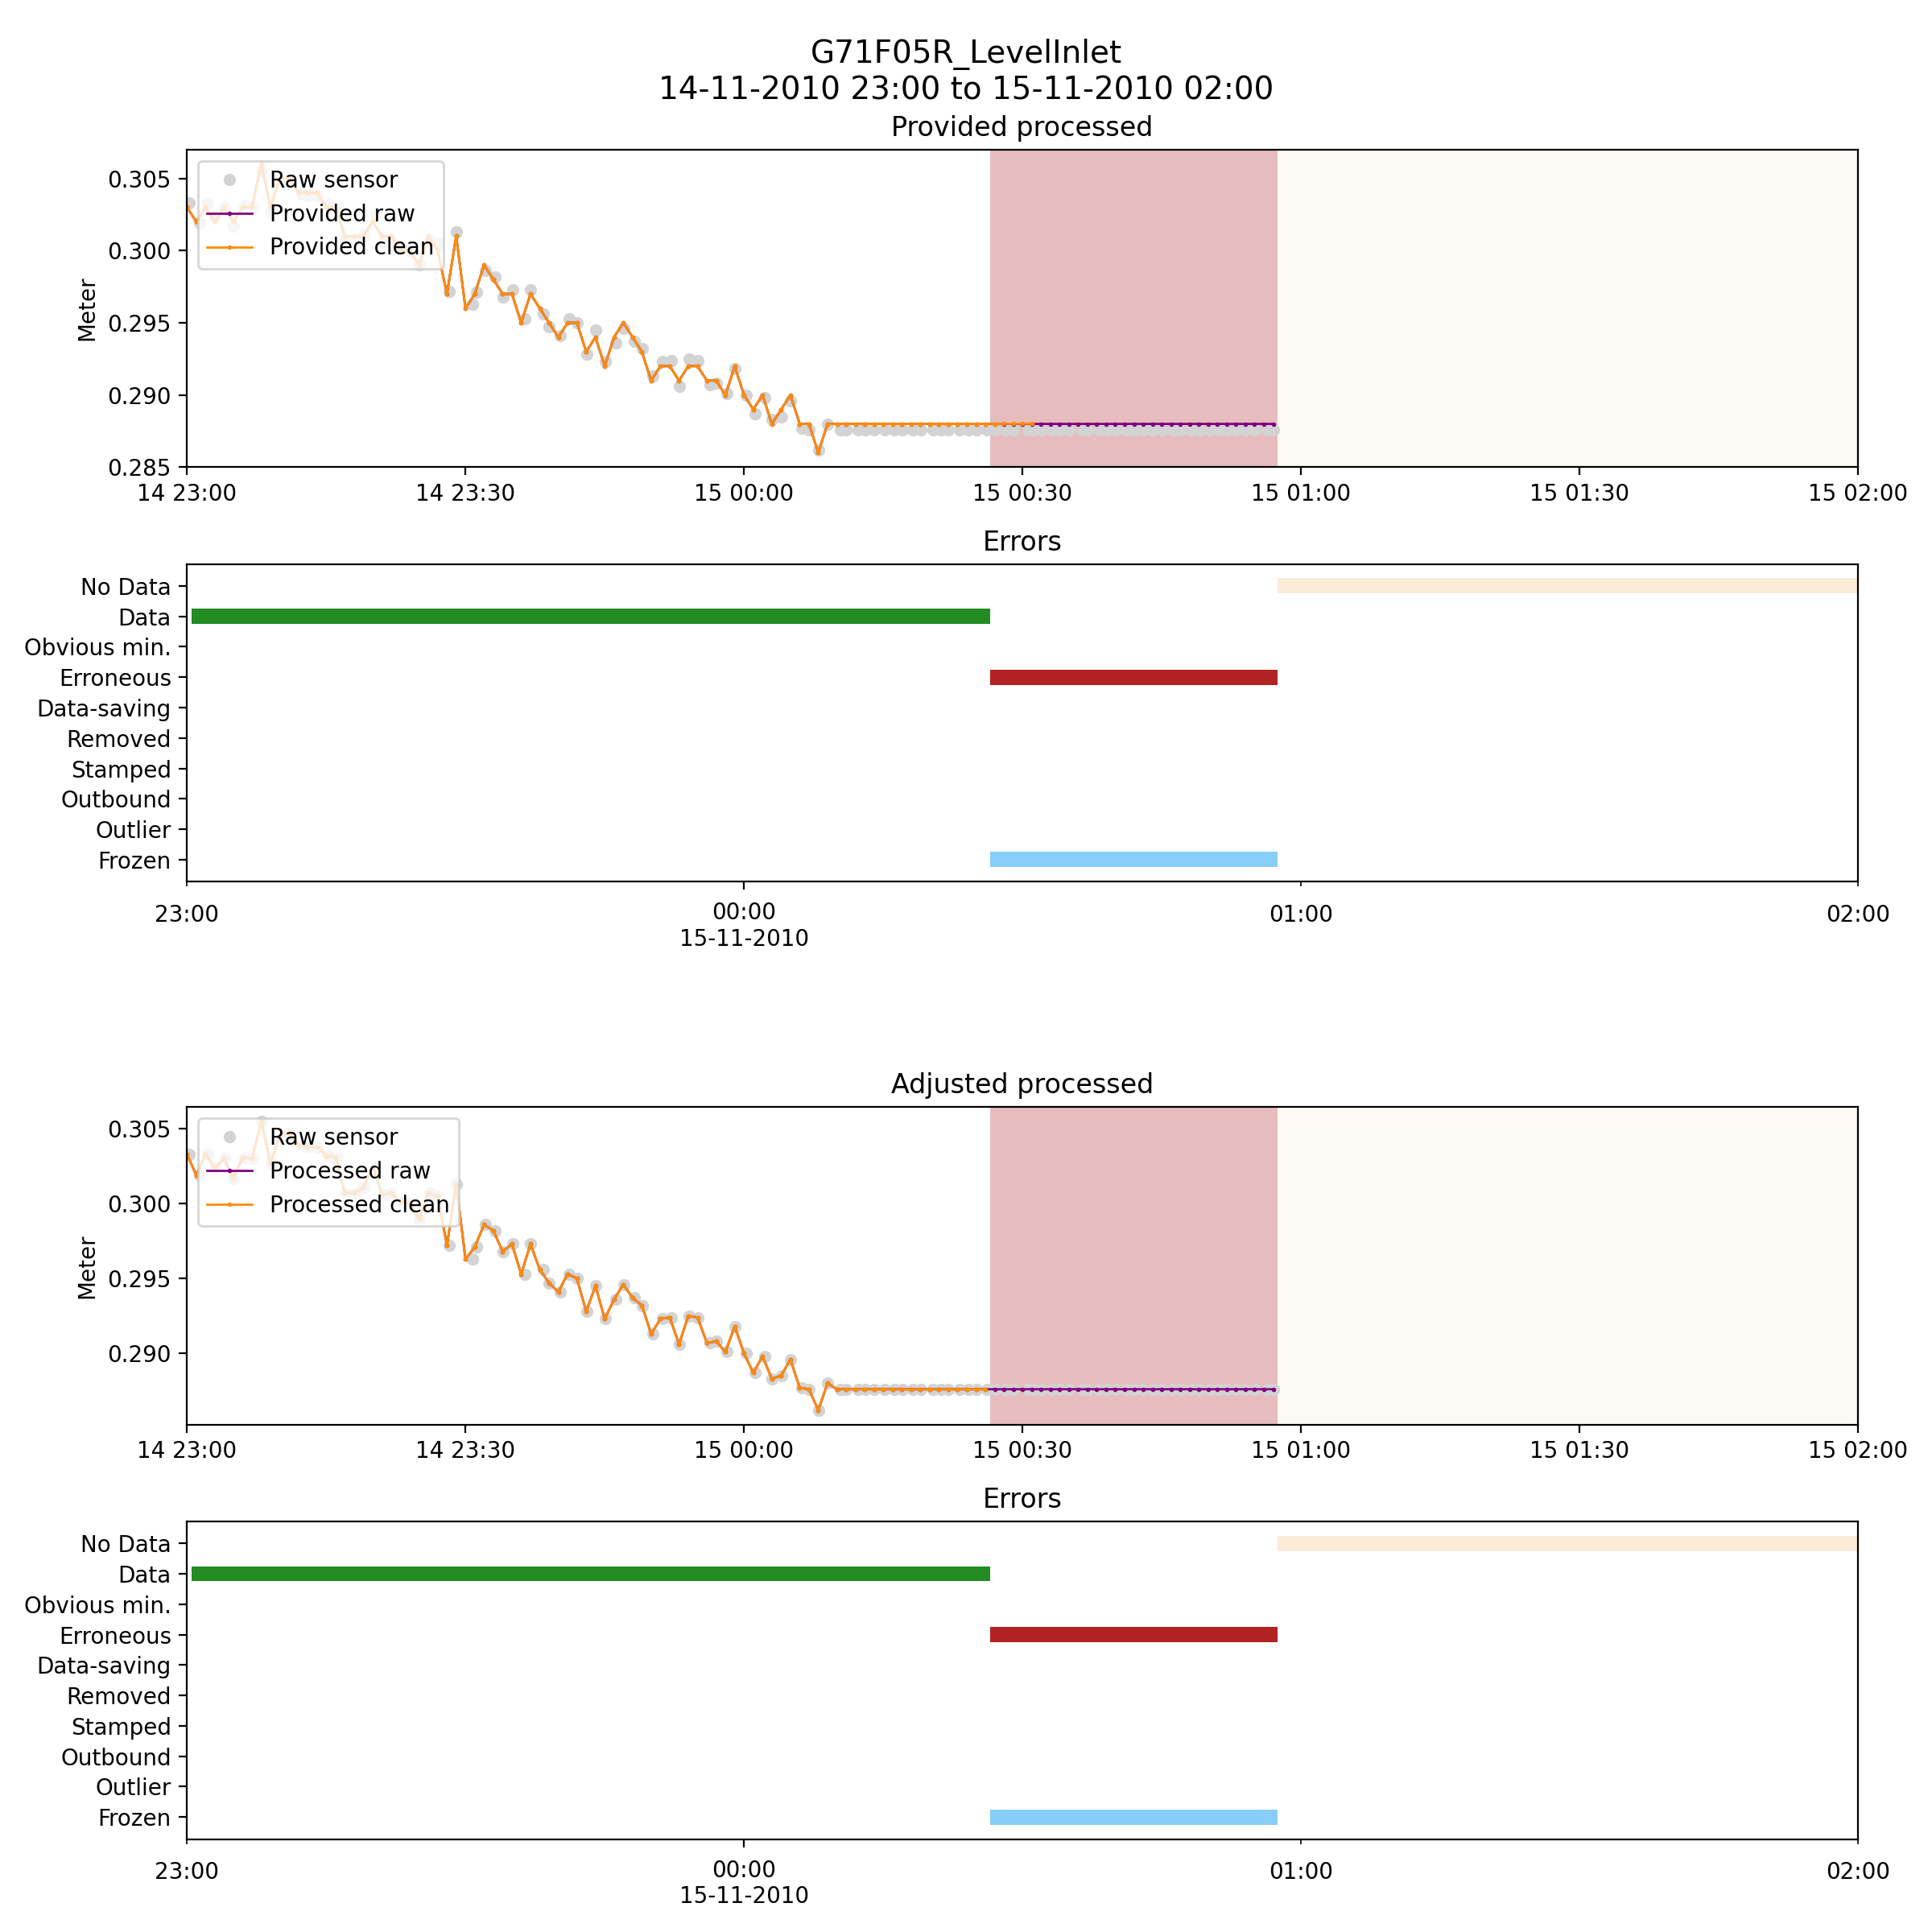 G71F05R_LevelInlet
14-11-2010 23:00 to 15-11-2010 02:00
Provided processed
Meter
0.305
0.300
0.295
0.290
0.285
Raw sensor
Provided raw
Provided clean
14 23:00 14 23:30 15 00:00 15 00:30 15 01:00 15 01:30 15 02:00
Errors
No Data
Data
Obvious min.
Erroneous
Data-saving
Removed
Stamped
Outbound
Outlier
Frozen
23:00 00:00 01:00 02:00
15-11-2010
Adjusted processed
Meter
0.305
0.300
0.295
0.290
Raw sensor
Processed raw
Processed clean
14 23:00 14 23:30 15 00:00 15 00:30 15 01:00 15 01:30 15 02:00
Errors
No Data
Data
Obvious min.
Erroneous
Data-saving
Removed
Stamped
Outbound
Outlier
Frozen
23:00 00:00 01:00 02:00
15-11-2010